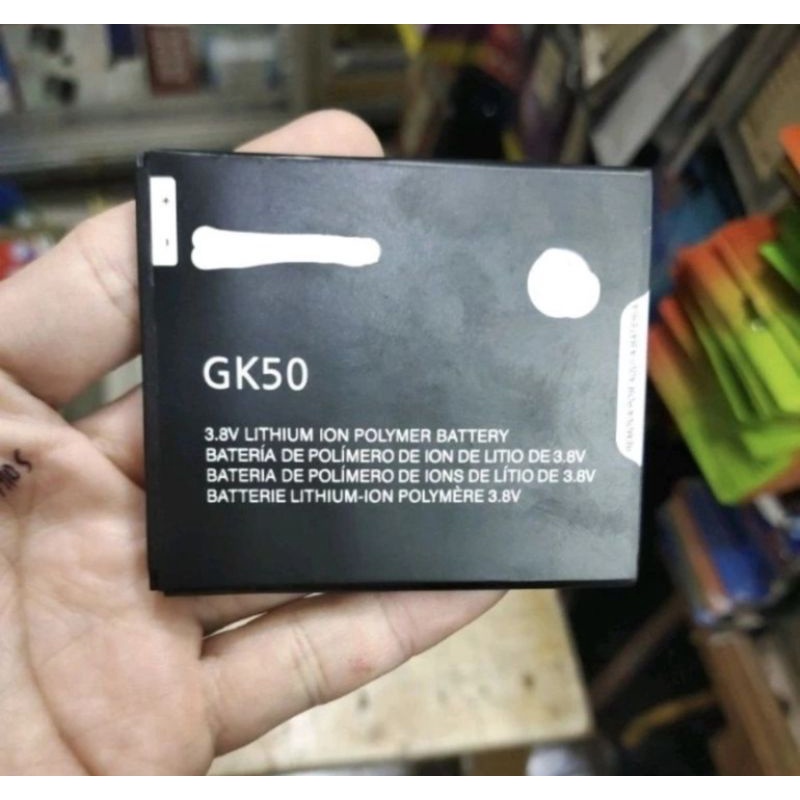 +
-
GK50
3.8V LITHIUM ION POLYMER BATTERY
BATERÍA DE POLÍMERO DE ION DE LITIO DE 3.8V
BATERIA DE POLÍMERO DE IONS DE LÍTIO DE 3.8V
BATTERIE LITHIUM-ION POLYMÈRE 3.8V